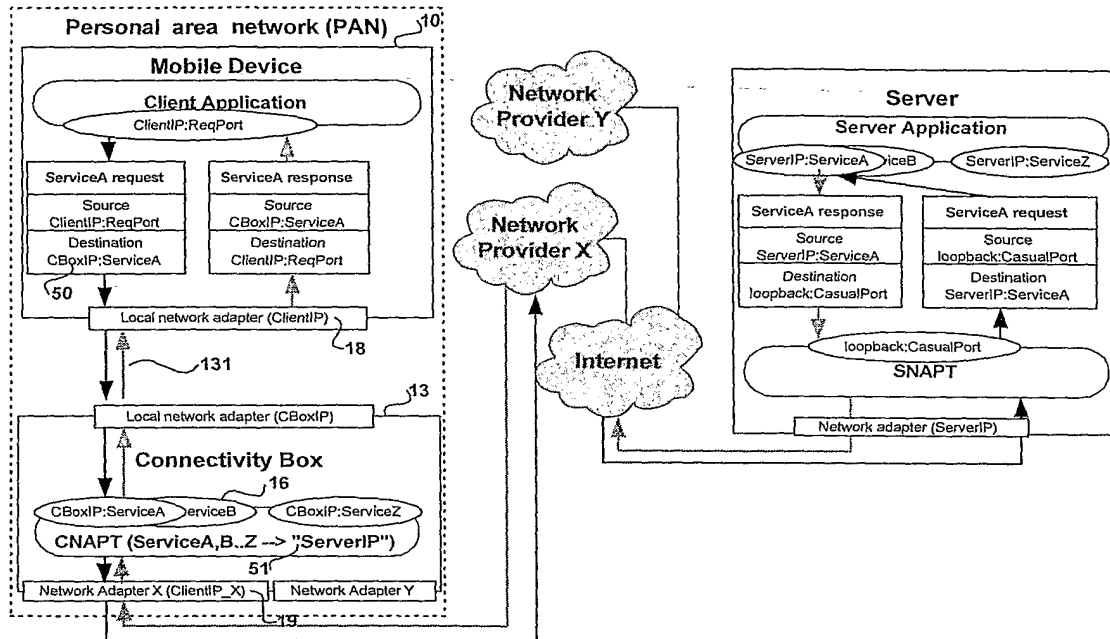 Personal area network (PAN)
10
Mobile Device
Client Application
ClientIP:ReqPort
ServiceA request
Source
ClientIP:ReqPort
Destination
CBoxIP:ServiceA
50
ServiceA response
Source
CBoxIP:ServiceA
Destination
ClientIP:ReqPort
Local network adapter (ClientIP)
18
131
13
Local network adapter (CBoxIP)
Connectivity Box
16
CBoxIP:ServiceA
erviceB
CBoxIP:ServiceZ
CNAPT (ServiceA,B..Z --> "ServerIP")
51
Network Adapter X (ClientIP_X)
Network Adapter Y
19
Network
Provider Y
Network
Provider X
Internet
Server
Server Application
ServerIP:ServiceA
viceB
ServerIP:ServiceZ
ServiceA response
Source
ServerIP:ServiceA
Destination
loopback:CasualPort
ServiceA request
Source
loopback:CasualPort
Destination
ServerIP:ServiceA
loopback:CasualPort
SNAPT
Network adapter (ServerIP)